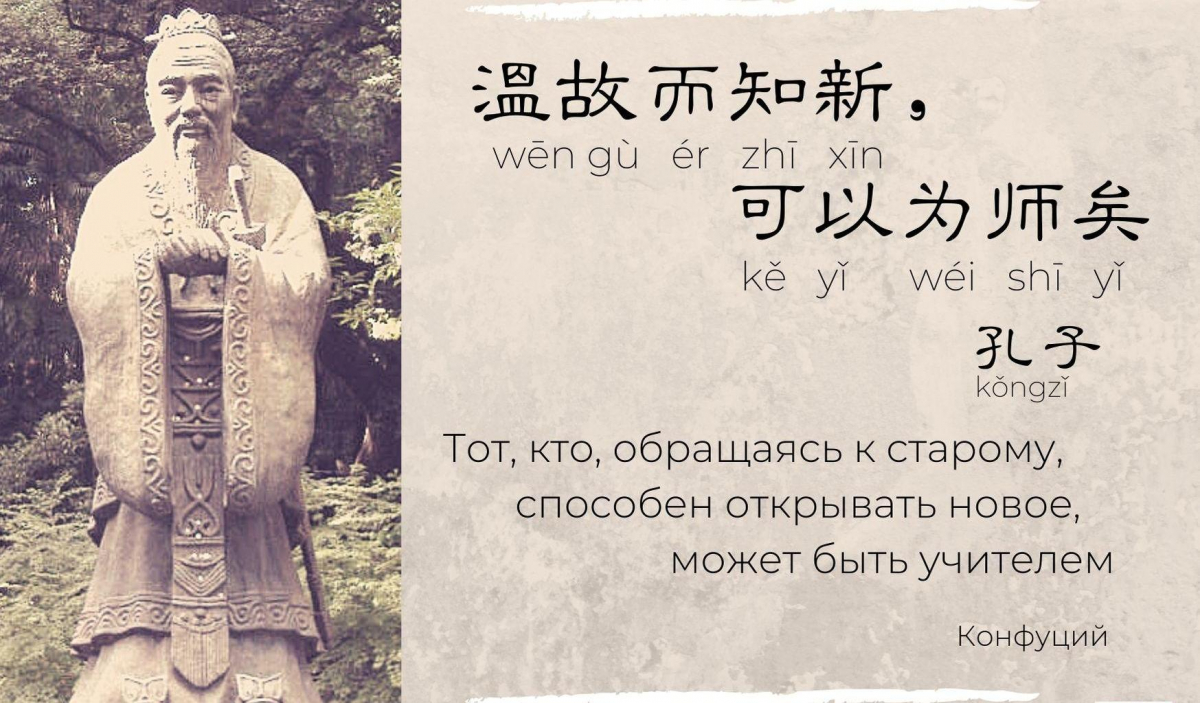 溫故而知新，
wēn gù ér zhī xīn
可以为师矣
kě yǐ wéi shī yǐ
孔子
kǒngzǐ
Тот, кто, обращаясь к старому,
способен открывать новое,
может быть учителем
Конфуций